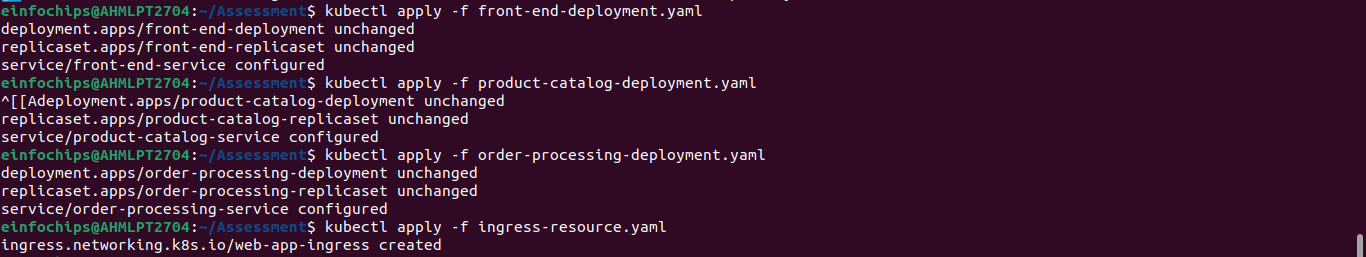 einfochips@AHMLPT2704:~/Assessment$ kubectl apply -f front-end-deployment.yaml
deployment.apps/front-end-deployment unchanged
replicaset.apps/front-end-replicaset unchanged
service/front-end-service configured
einfochips@AHMLPT2704:~/Assessment$ kubectl apply -f product-catalog-deployment.yaml
^[[Adeployment.apps/product-catalog-deployment unchanged
replicaset.apps/product-catalog-replicaset unchanged
service/product-catalog-service configured
einfochips@AHMLPT2704:~/Assessment$ kubectl apply -f order-processing-deployment.yaml
deployment.apps/order-processing-deployment unchanged
replicaset.apps/order-processing-replicaset unchanged
service/order-processing-service configured
einfochips@AHMLPT2704:~/Assessment$ kubectl apply -f ingress-resource.yaml
ingress.networking.k8s.io/web-app-ingress created